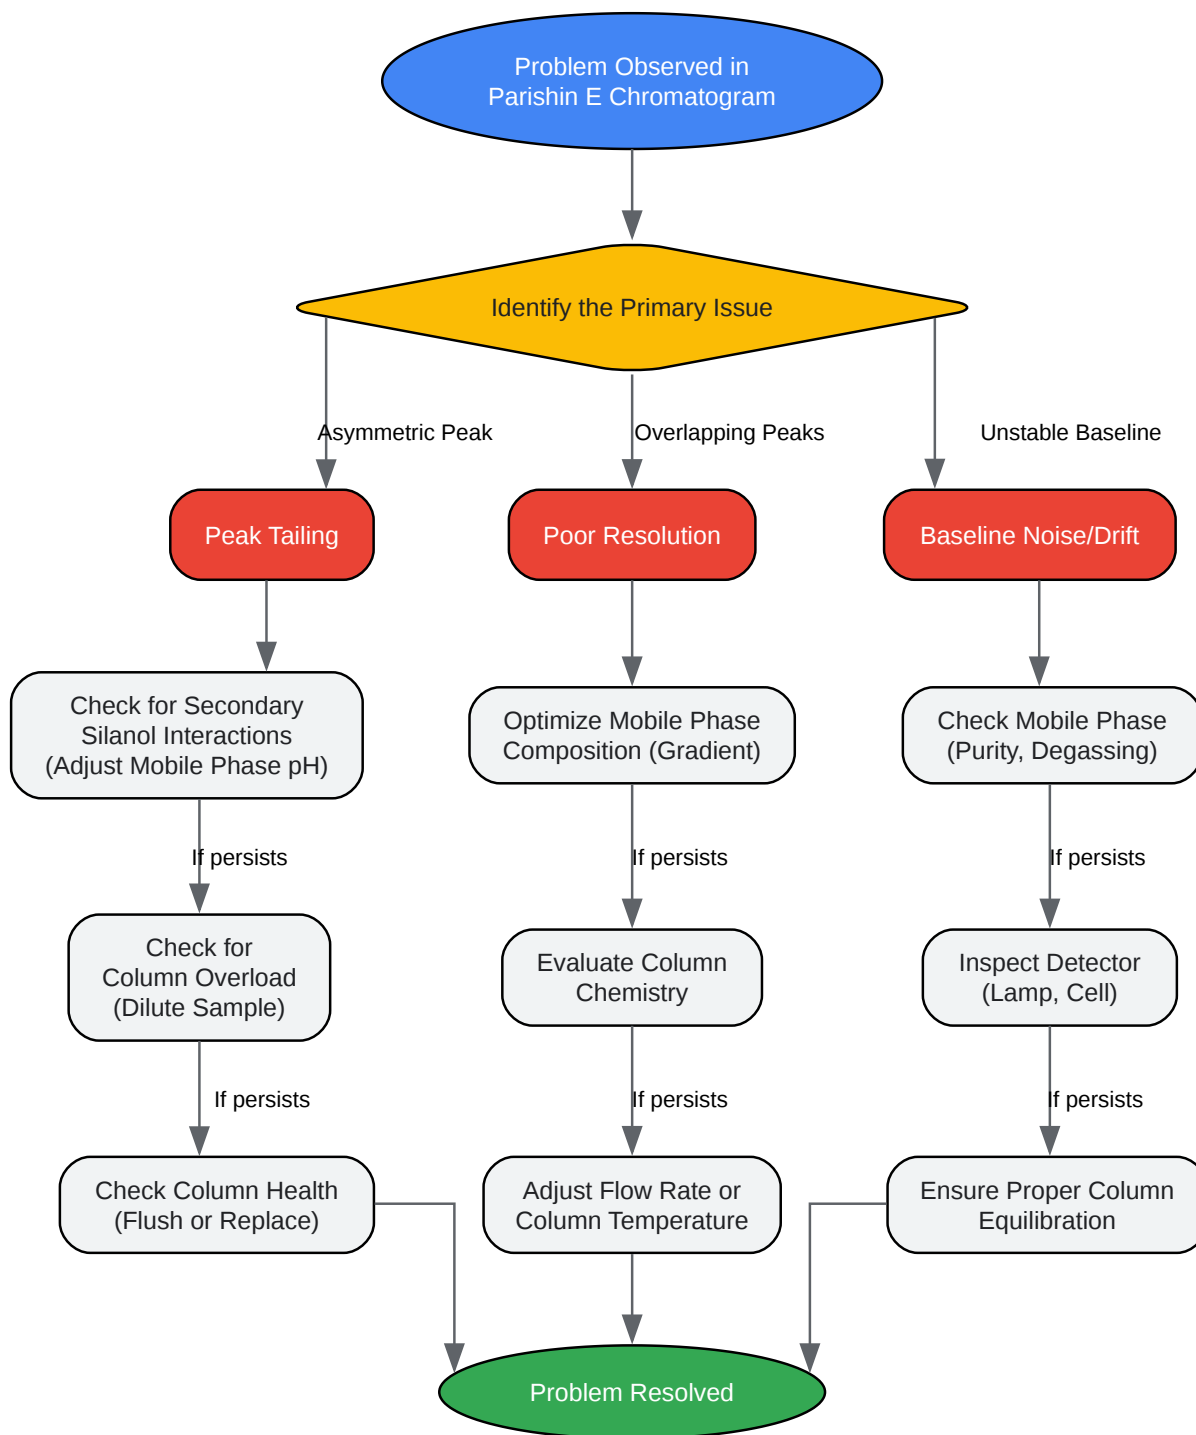 Problem Observed in
Parishin E Chromatogram
Identify the Primary Issue
Asymmetric Peak
Overlapping Peaks
Unstable Baseline
Peak Tailing
Poor Resolution
Baseline Noise/Drift
Check for Secondary
Silanol Interactions
(Adjust Mobile Phase pH)
Optimize Mobile Phase
Composition (Gradient)
Check Mobile Phase
(Purity, Degassing)
If persists
If persists
If persists
Check for
Column Overload
(Dilute Sample)
Evaluate Column
Chemistry
Inspect Detector
(Lamp, Cell)
If persists
If persists
If persists
Check Column Health
(Flush or Replace)
Adjust Flow Rate or
Column Temperature
Ensure Proper Column
Equilibration
Problem Resolved